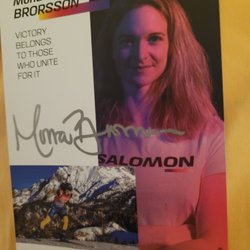 BRORSSON
VICTORY
BELONGS
TO THOSE
WHO UNITE
FOR IT
SALOMON